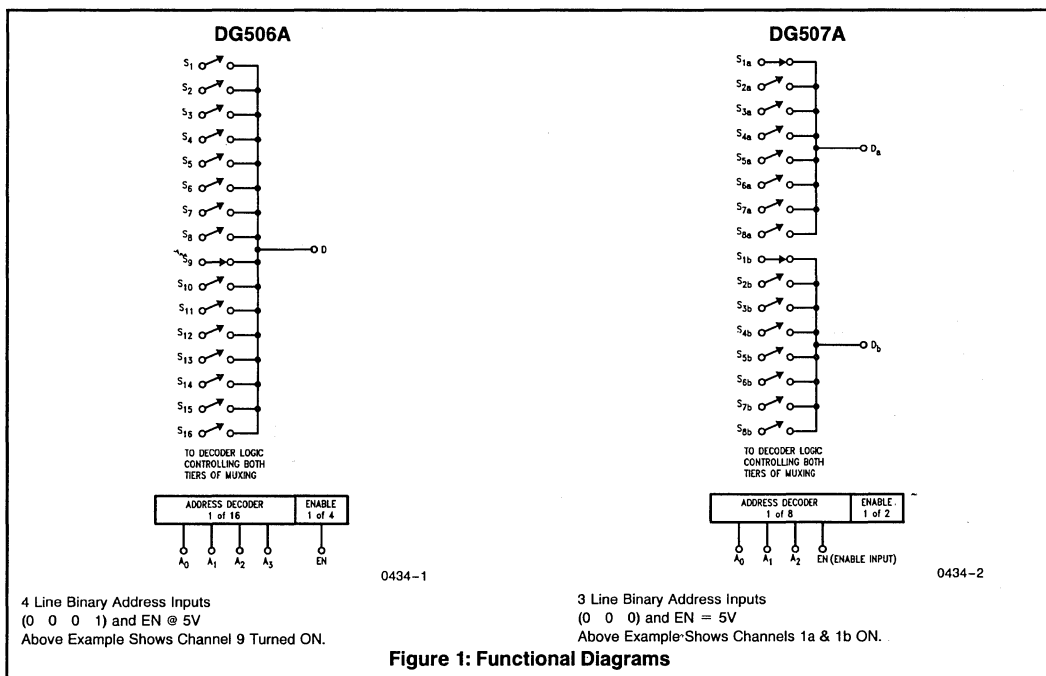 DG506A
S1
S2
S3
S4
S5
S6
S7
S8
S9
S10
S11
S12
S13
S14
S15
S16
D
TO DECODER LOGIC
CONTROLLING BOTH
TIERS OF MUXING
ADDRESS DECODER
1 of 16
ENABLE
1 of 4
A0 A1 A2 A3 EN
0434-1
4 Line Binary Address Inputs
(0 0 0 1) and EN @ 5V
Above Example Shows Channel 9 Turned ON.
DG507A
S1a
S2a
S3a
S4a
S5a
S6a
S7a
S8a
Da
S1b
S2b
S3b
S4b
S5b
S6b
S7b
S8b
Db
TO DECODER LOGIC
CONTROLLING BOTH
TIERS OF MUXING
ADDRESS DECODER
1 of 8
ENABLE
1 of 2
A0 A1 A2 EN (ENABLE INPUT)
0434-2
3 Line Binary Address Inputs
(0 0 0) and EN = 5V
Above Example Shows Channels 1a & 1b ON.
Figure 1: Functional Diagrams